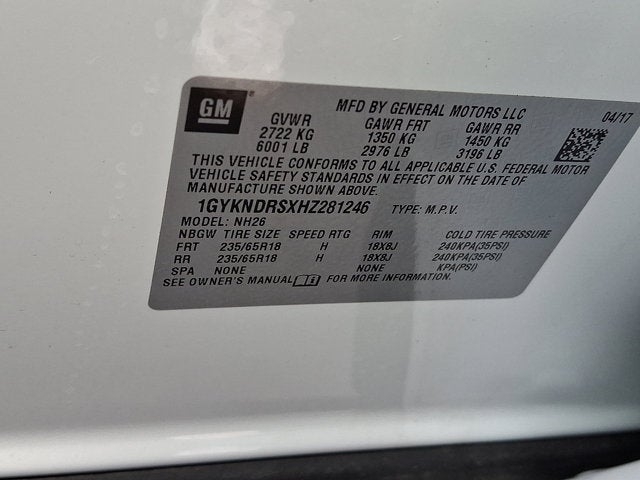 GM
MFD BY GENERAL MOTORS LLC 04/17
GVWR GAWR FRT GAWR RR
2722 KG 1350 KG 1450 KG
6001 LB 2976 LB 3196 LB
THIS VEHICLE CONFORMS TO ALL APPLICABLE U.S. FEDERAL MOTOR
VEHICLE SAFETY STANDARDS IN EFFECT ON THE DATE OF
MANUFACTURE SHOWN ABOVE.
1GYKNDRSXHZ281246 TYPE: M.P.V.
MODEL: NH26
NBGW TIRE SIZE SPEED RTG RIM COLD TIRE PRESSURE
FRT 235/65R18 H 18X8J 240KPA(35PSI)
RR 235/65R18 H 18X8J 240KPA(35PSI)
SPA NONE NONE KPA(PSI)
SEE OWNER'S MANUAL FOR MORE INFORMATION.